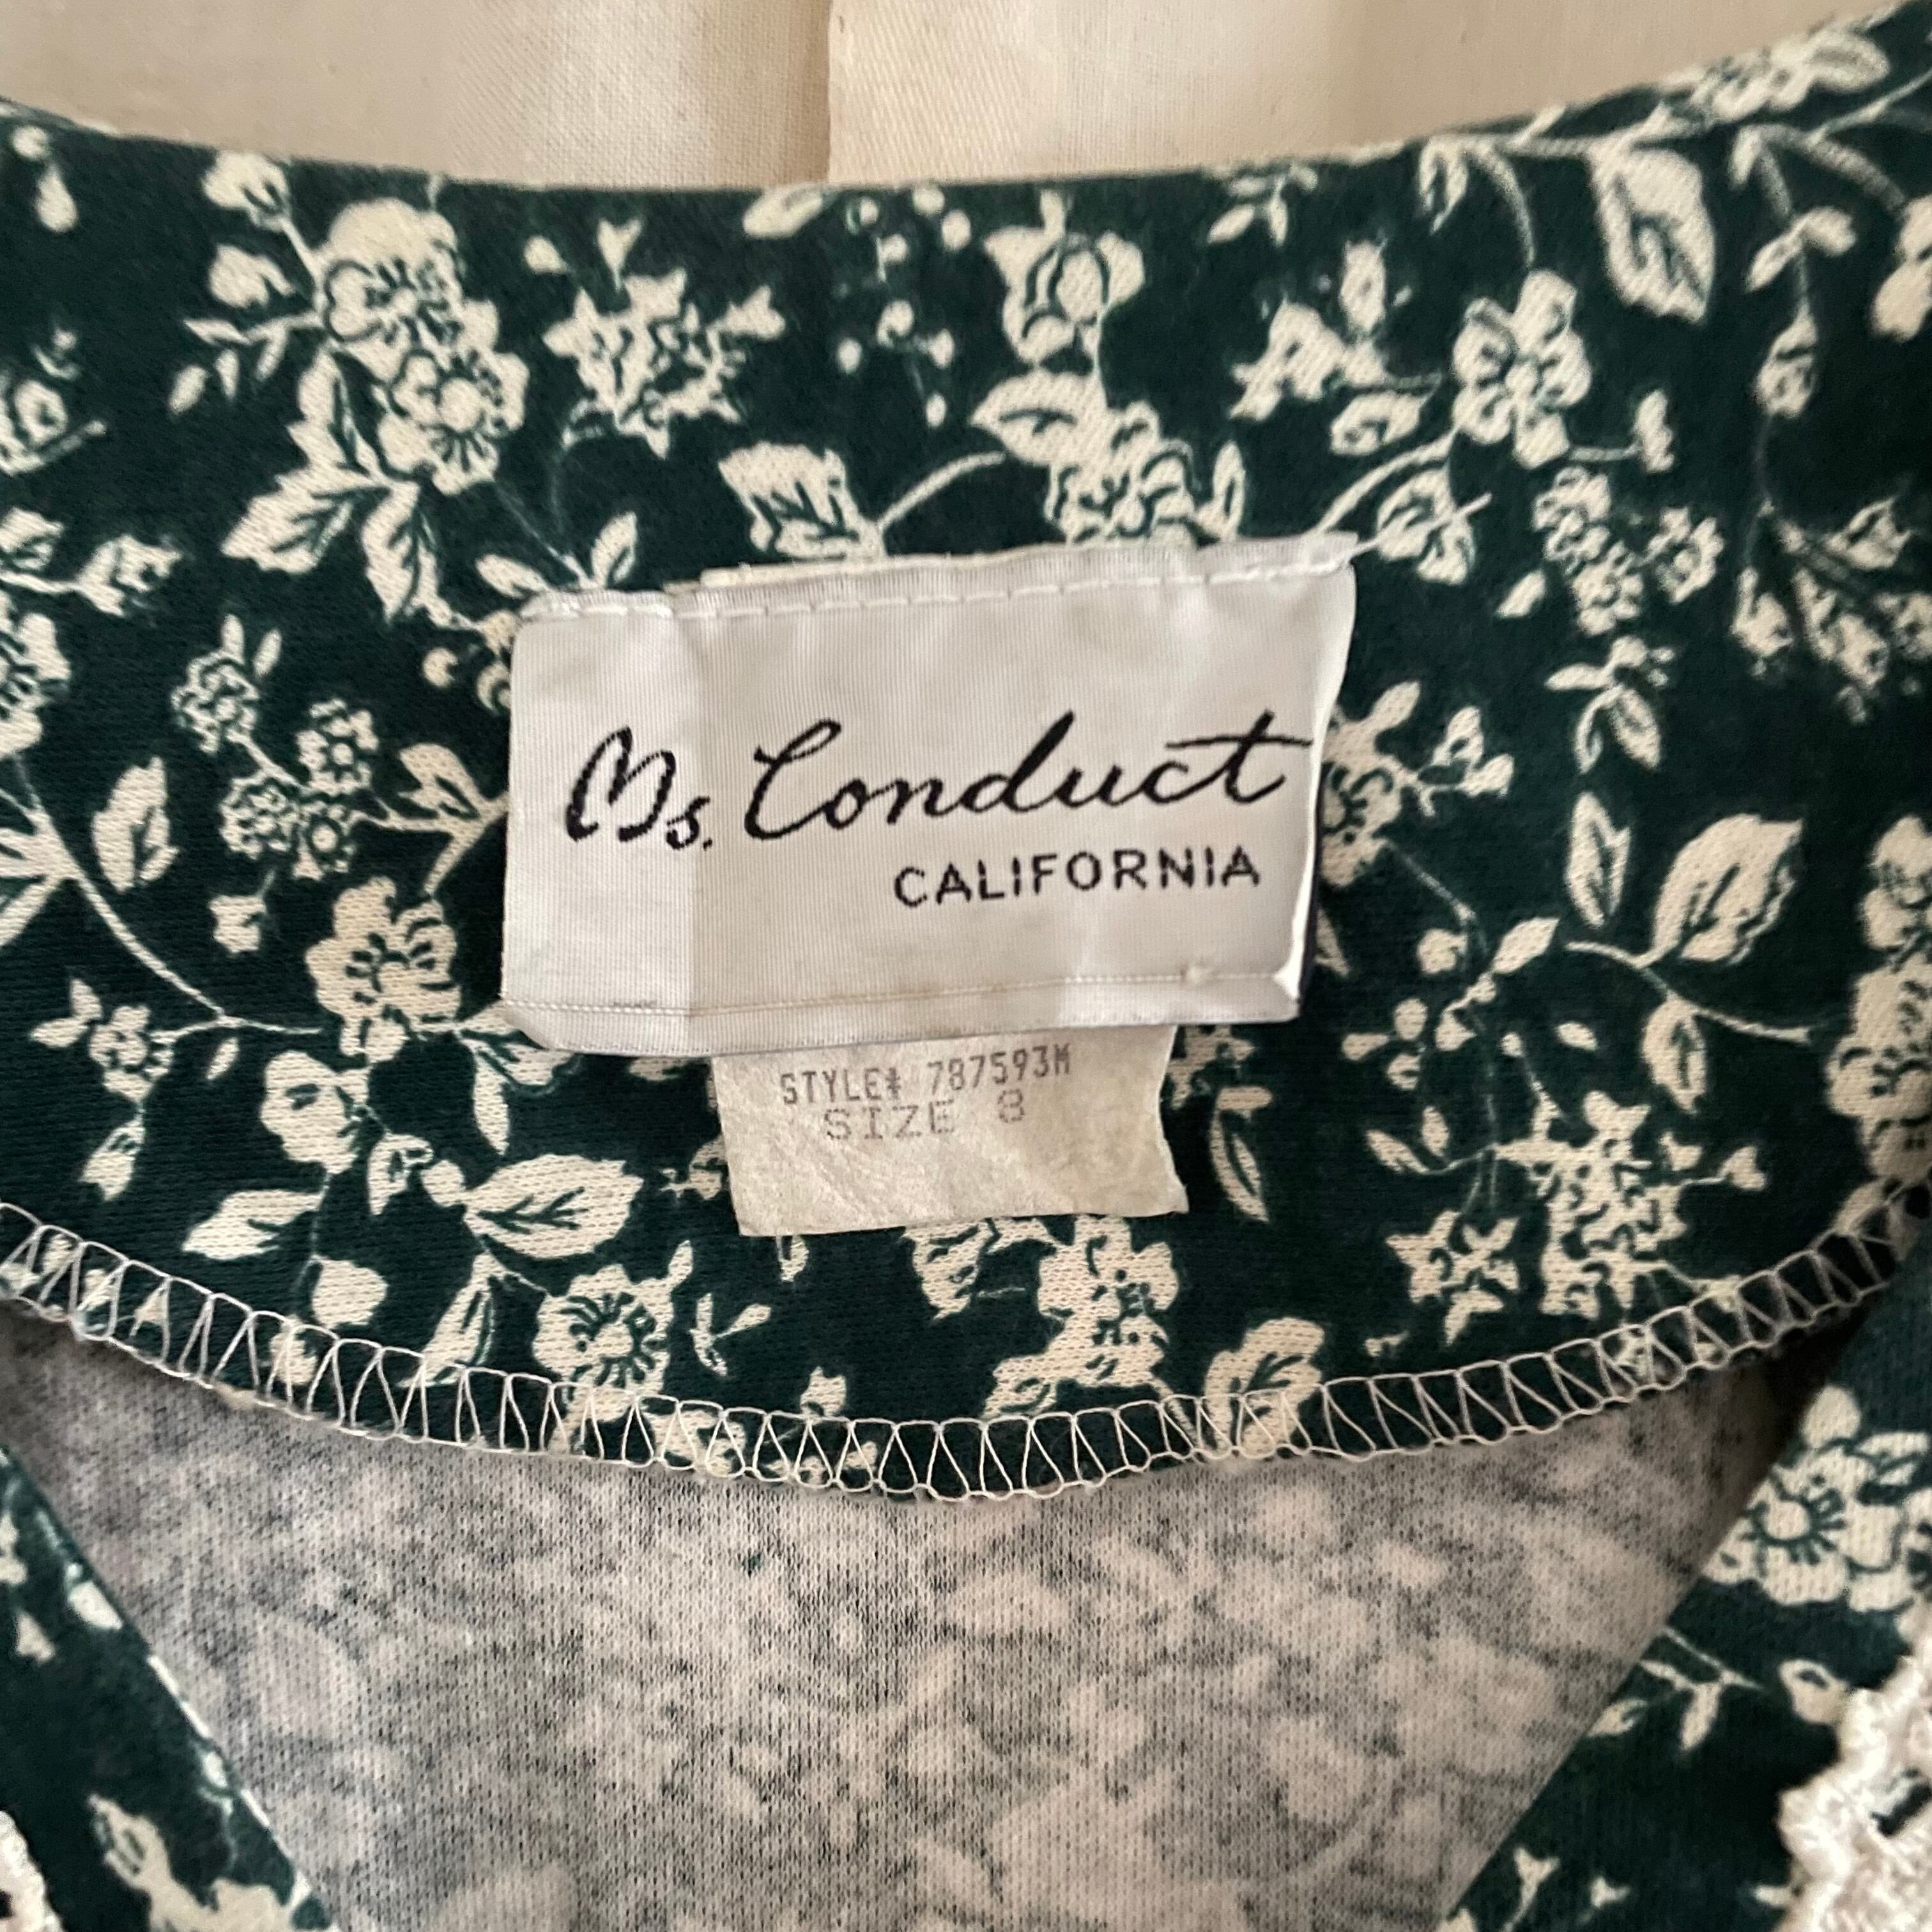 Ms. Conduct
CALIFORNIA
STYLE# 787593M
SIZE 8